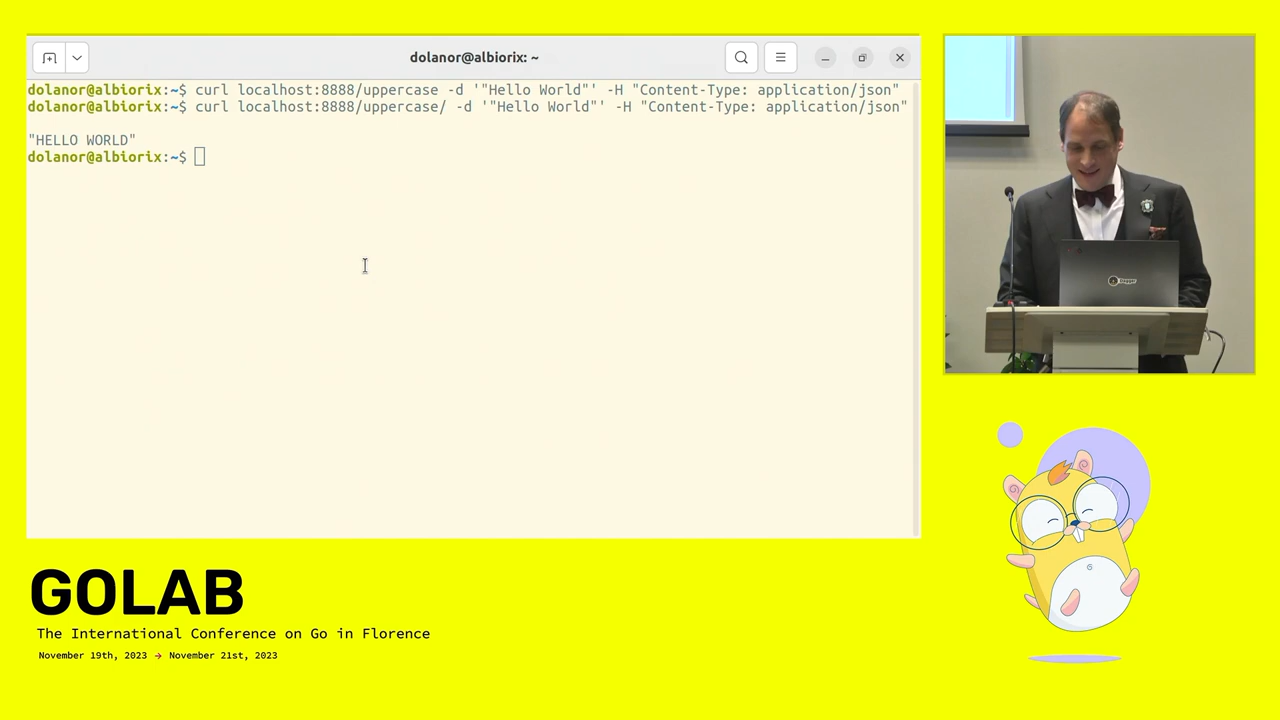 dolanor@albiorix: ~
dolanor@albiorix:~$ curl localhost:8888/uppercase -d '"Hello World"' -H "Content-Type: application/json"
dolanor@albiorix:~$ curl localhost:8888/uppercase/ -d '"Hello World"' -H "Content-Type: application/json"
"HELLO WORLD"
dolanor@albiorix:~$
GOLAB
The International Conference on Go in Florence
November 19th, 2023 → November 21st, 2023